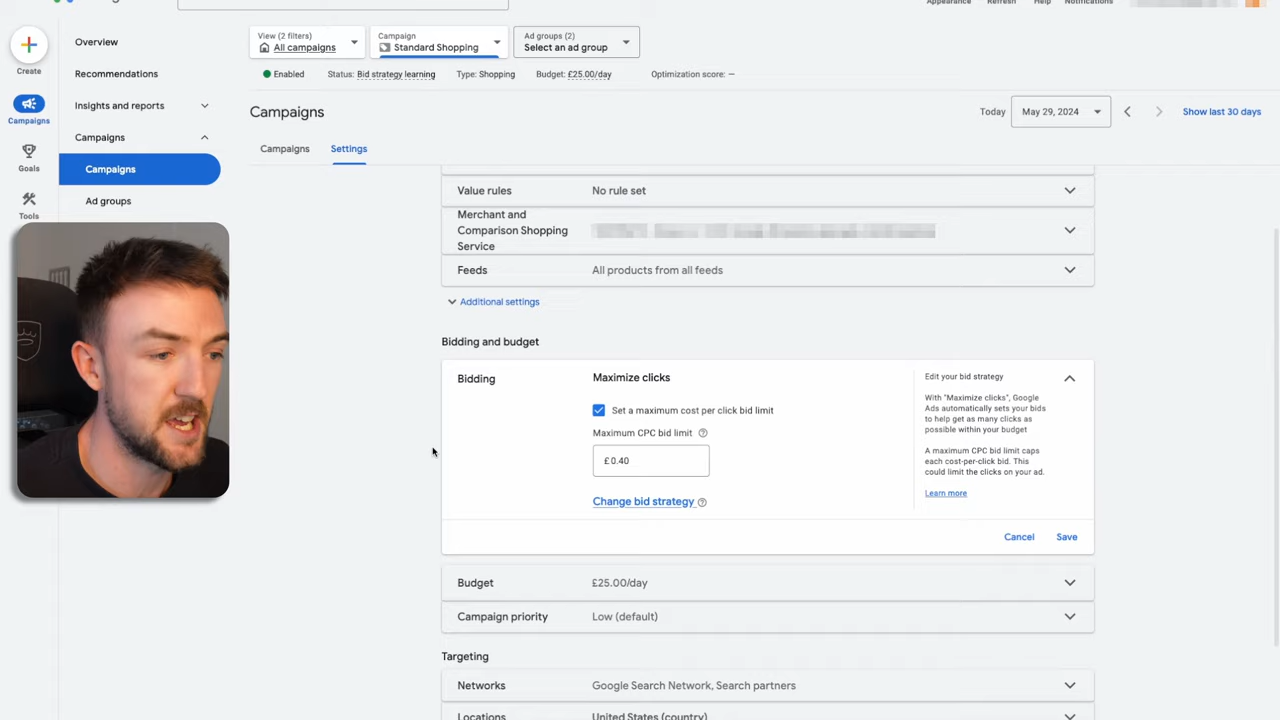 Appearance
Refresh
Help
Notifications
Create
Campaigns
Goals
Tools
Overview
Recommendations
Insights and reports
Campaigns
Campaigns
Ad groups
View (2 filters)
All campaigns
Campaign
Standard Shopping
Ad groups (2)
Select an ad group
Enabled
Status: Bid strategy learning
Type: Shopping
Budget: £25.00/day
Optimization score: —
Campaigns
Today
May 29, 2024
Show last 30 days
Campaigns
Settings
Value rules
No rule set
Merchant and
Comparison Shopping
Service
Feeds
All products from all feeds
Additional settings
Bidding and budget
Bidding
Maximize clicks
Set a maximum cost per click bid limit
Maximum CPC bid limit
£0.40
Change bid strategy
Edit your bid strategy
With "Maximize clicks", Google
Ads automatically sets your bids
to help get as many clicks as
possible within your budget
A maximum CPC bid limit caps
each cost-per-click bid. This
could limit the clicks on your ad.
Learn more
Cancel
Save
Budget
£25.00/day
Campaign priority
Low (default)
Targeting
Networks
Google Search Network, Search partners
Locations
United States (country)